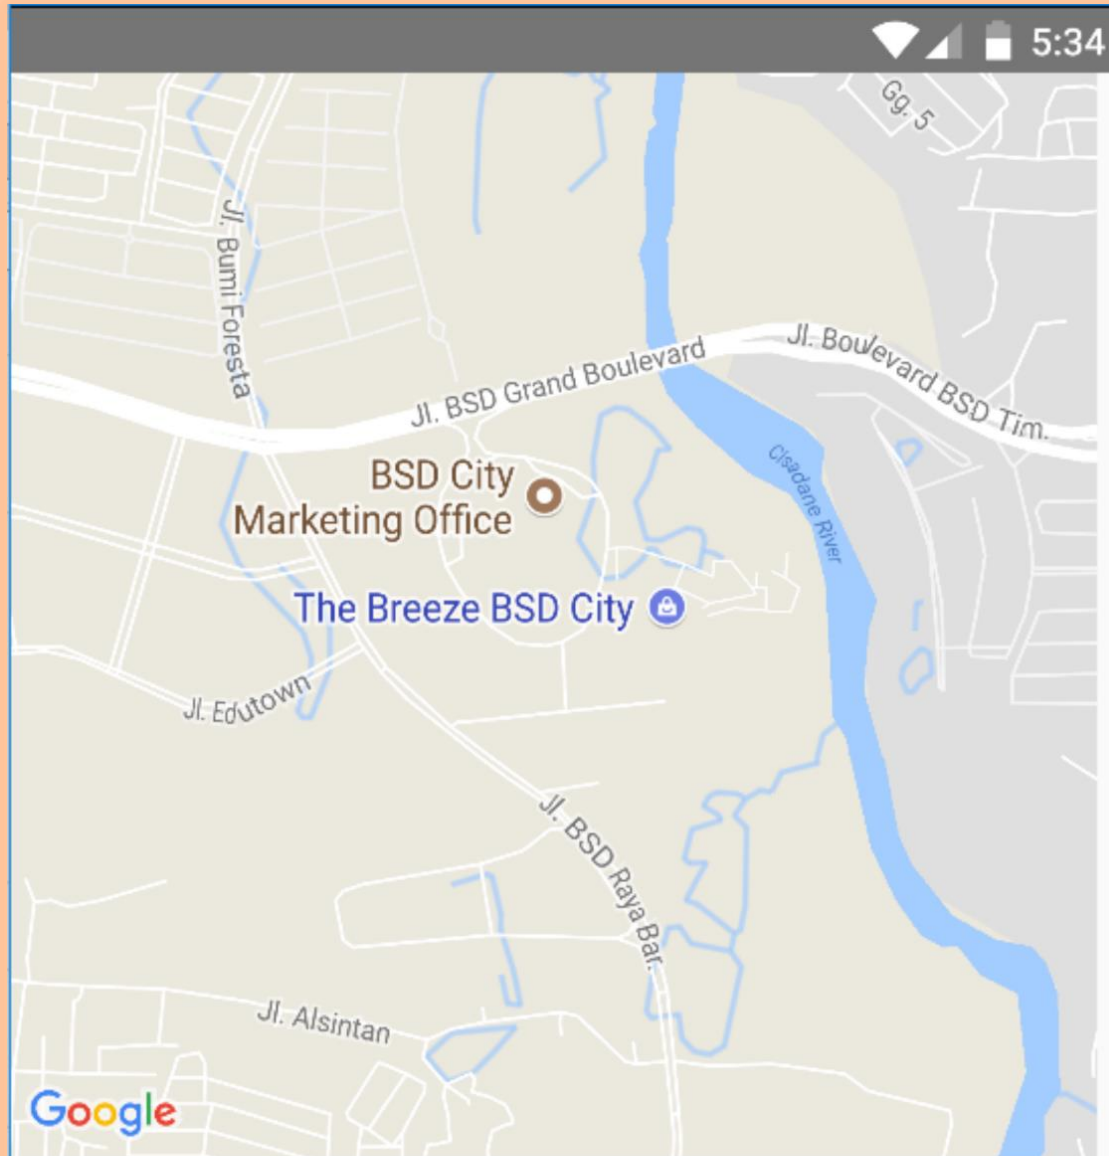 5:34
Gg. 5
Jl. Bumi Foresta
Jl. BSD Grand Boulevard
Jl. Boulevard BSD Tim.
BSD City
Marketing Office
Cisadane River
The Breeze BSD City
Jl. Edutown
Jl. BSD Raya Bar.
Jl. Alsintan
Google